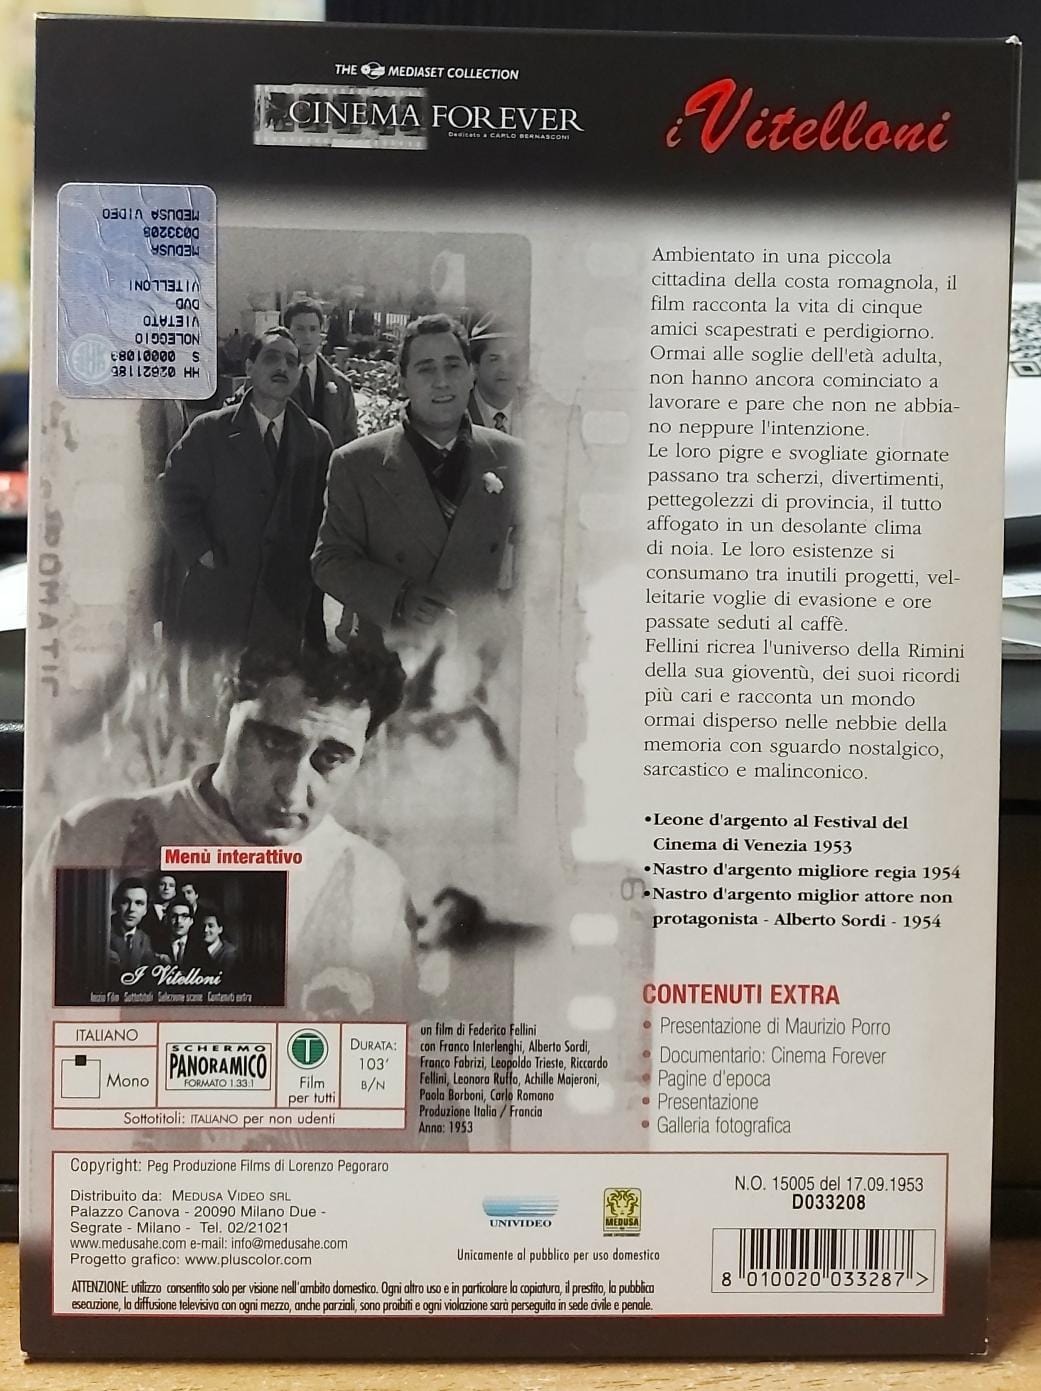 THE MEDIASET COLLECTION
CINEMA FOREVER
Dedicato a CARLO BERNASCONI
i Vitelloni
HH 02621186
S 00001089
NOLEGGIO
VIETATO
DVD
VITELLONI
MEDUSA
D033208
MEDUSA VIDEO
Ambientato in una piccola
cittadina della costa romagnola, il
film racconta la vita di cinque
amici scapestrati e perdigiorno.
Ormai alle soglie dell'età adulta,
non hanno ancora cominciato a
lavorare e pare che non ne abbia-
no neppure l'intenzione.
Le loro pigre e svogliate giornate
passano tra scherzi, divertimenti,
pettegolezzi di provincia, il tutto
affogato in un desolante clima
di noia. Le loro esistenze si
consumano tra inutili progetti, vel-
leitarie voglie di evasione e ore
passate seduti al caffè.
Fellini ricrea l'universo della Rimini
della sua gioventù, dei suoi ricordi
più cari e racconta un mondo
ormai disperso nelle nebbie della
memoria con sguardo nostalgico,
sarcastico e malinconico.
•Leone d'argento al Festival del
Cinema di Venezia 1953
•Nastro d'argento migliore regia 1954
•Nastro d'argento miglior attore non
protagonista - Alberto Sordi - 1954
Menù interattivo
I Vitelloni
Inizio Film Sottotitoli Selezione scene Contenuti extra
CONTENUTI EXTRA
• Presentazione di Maurizio Porro
• Documentario: Cinema Forever
• Pagine d'epoca
• Presentazione
• Galleria fotografica
ITALIANO
Mono
SCHERMO
PANORAMICO
FORMATO 1.33:1
T
Film
per tutti
DURATA:
103'
B/N
Sottotitoli: ITALIANO per non udenti
un film di Federico Fellini
con Franco Interlenghi, Alberto Sordi,
Franco Fabrizi, Leopoldo Trieste, Riccardo
Fellini, Leonora Ruffo, Achille Majeroni,
Paola Borboni, Carlo Romano
Produzione Italia / Francia
Anno: 1953
Copyright: Peg Produzione Films di Lorenzo Pegoraro
Distribuito da: MEDUSA VIDEO SRL
Palazzo Canova - 20090 Milano Due -
Segrate - Milano - Tel. 02/21021
www.medusahe.com e-mail: info@medusahe.com
Progetto grafico: www.pluscolor.com
UNIVIDEO
MEDUSA
Unicamente al pubblico per uso domestico
N.O. 15005 del 17.09.1953
D033208
8 010020 033287 >
ATTENZIONE: utilizzo consentito solo per visione nell'ambito domestico. Ogni altro uso e in particolare la copiatura, il prestito, la pubblica
esecuzione, la diffusione televisiva con ogni mezzo, anche parziali, sono proibiti e ogni violazione sarà perseguita in sede civile e penale.